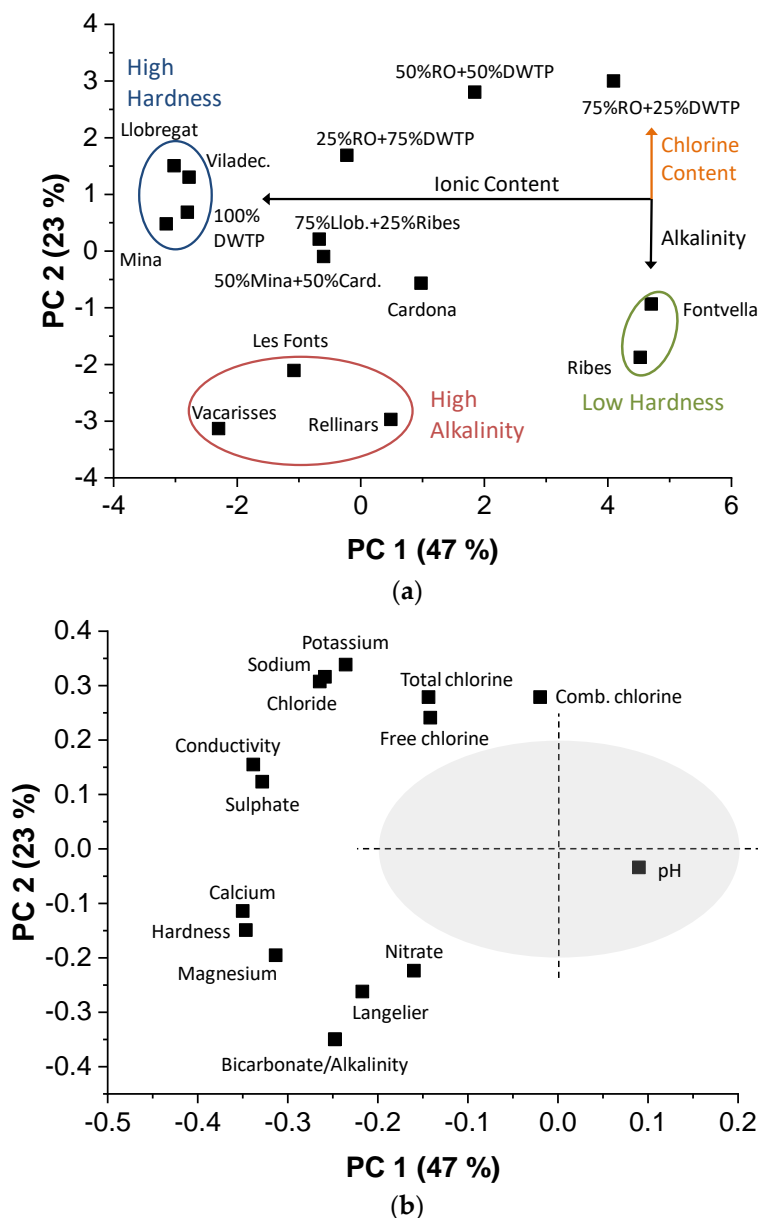 4
3
2
1
0
-1
-2
-3
-4
PC 2 (23 %)
High
Hardness
Llobregat
Viladec.
Mina
100%
DWTP
50%RO+50%DWTP
75%RO+25%DWTP
25%RO+75%DWTP
Chlorine
Content
Ionic Content
Alkalinity
75%Llob.+25%Ribes
50%Mina+50%Card.
Cardona
Fontvella
Ribes
Low Hardness
Les Fonts
Vacarisses
Rellinars
High
Alkalinity
-4 -2 0 2 4 6
PC 1 (47 %)
(a)
0.4
0.3
0.2
0.1
0.0
-0.1
-0.2
-0.3
-0.4
PC 2 (23 %)
Potassium
Sodium
Chloride
Total chlorine
Comb. chlorine
Free chlorine
Conductivity
Sulphate
pH
Calcium
Hardness
Magnesium
Nitrate
Langelier
Bicarbonate/Alkalinity
-0.5 -0.4 -0.3 -0.2 -0.1 0.0 0.1 0.2
PC 1 (47 %)
(b)